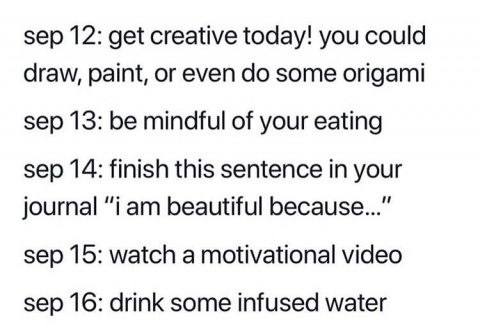 sep 12: get creative today! you could
draw, paint, or even do some origami
sep 13: be mindful of your eating
sep 14: finish this sentence in your
journal “i am beautiful because...”
sep 15: watch a motivational video
sep 16: drink some infused water